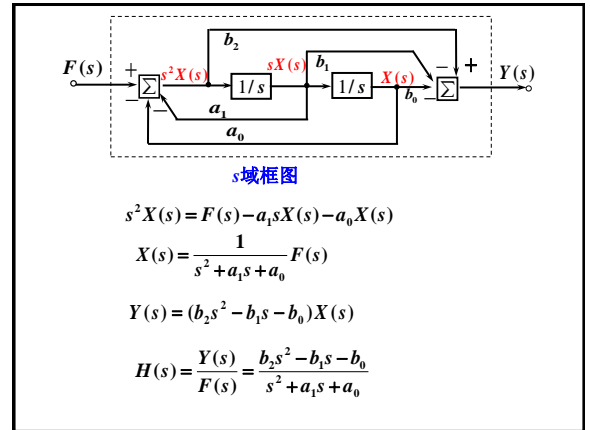 b₂
F(s) + s²X(s) sX(s) b₁ X(s) − + Y(s)
Σ 1/s 1/s b₀ Σ
− − −
a₁
a₀
s域框图
s²X(s)=F(s)−a₁sX(s)−a₀X(s)
X(s)=1/(s²+a₁s+a₀) F(s)
Y(s)=(b₂s²−b₁s−b₀)X(s)
H(s)=Y(s)/F(s)=(b₂s²−b₁s−b₀)/(s²+a₁s+a₀)